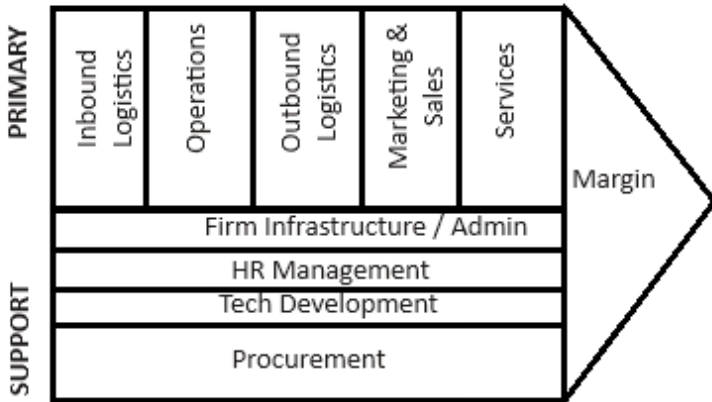 PRIMARY
Inbound
Logistics
Operations
Outbound
Logistics
Marketing &
Sales
Services
Margin
SUPPORT
Firm Infrastructure / Admin
HR Management
Tech Development
Procurement